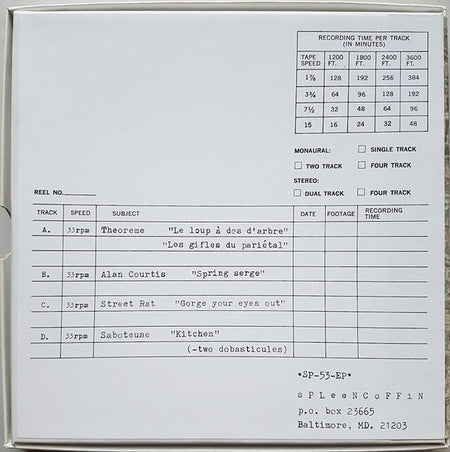 RECORDING TIME PER TRACK
(IN MINUTES)
TAPE SPEED 1200 FT. 1800 FT. 2400 FT. 3600 FT.
1⅞ 128 192 256 384
3¾ 64 96 128 192
7½ 32 48 64 96
15 16 24 32 48
MONAURAL: ☐ SINGLE TRACK
☐ TWO TRACK ☐ FOUR TRACK
STEREO:
☐ DUAL TRACK ☐ FOUR TRACK
REEL NO.
TRACK SPEED SUBJECT DATE FOOTAGE RECORDING TIME
A. 33rpm Theoreme "Le loup à dos d'arbre"
"Les gifles du pariétal"
B. 33rpm Alan Courtis "Spring serge"
C. 33rpm Street Rat "Gorge your eyes out"
D. 33rpm Saboteuse "Kitchen"
(-two dobasticules)
*SP-53-EP*
sPLeeNCoFFiN
p.o. box 23665
Baltimore, MD. 21203